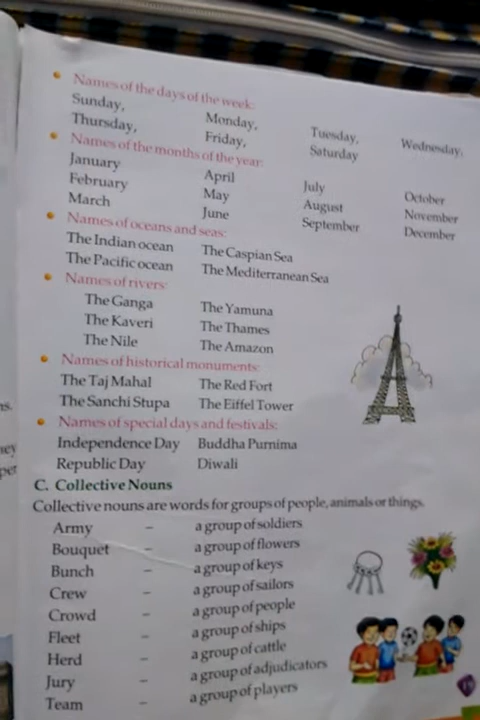 Names of the days of the week:
Sunday, Monday, Tuesday, Wednesday,
Thursday, Friday, Saturday
Names of the months of the year:
January April July October
February May August November
March June September December
Names of oceans and seas:
The Indian ocean The Caspian Sea
The Pacific ocean The Mediterranean Sea
Names of rivers:
The Ganga The Yamuna
The Kaveri The Thames
The Nile The Amazon
Names of historical monuments:
The Taj Mahal The Red Fort
The Sanchi Stupa The Eiffel Tower
Names of special days and festivals:
Independence Day Buddha Purnima
Republic Day Diwali
C. Collective Nouns
Collective nouns are words for groups of people, animals or things.
Army – a group of soldiers
Bouquet – a group of flowers
Bunch – a group of keys
Crew – a group of sailors
Crowd – a group of people
Fleet – a group of ships
Herd – a group of cattle
Jury – a group of adjudicators
Team – a group of players